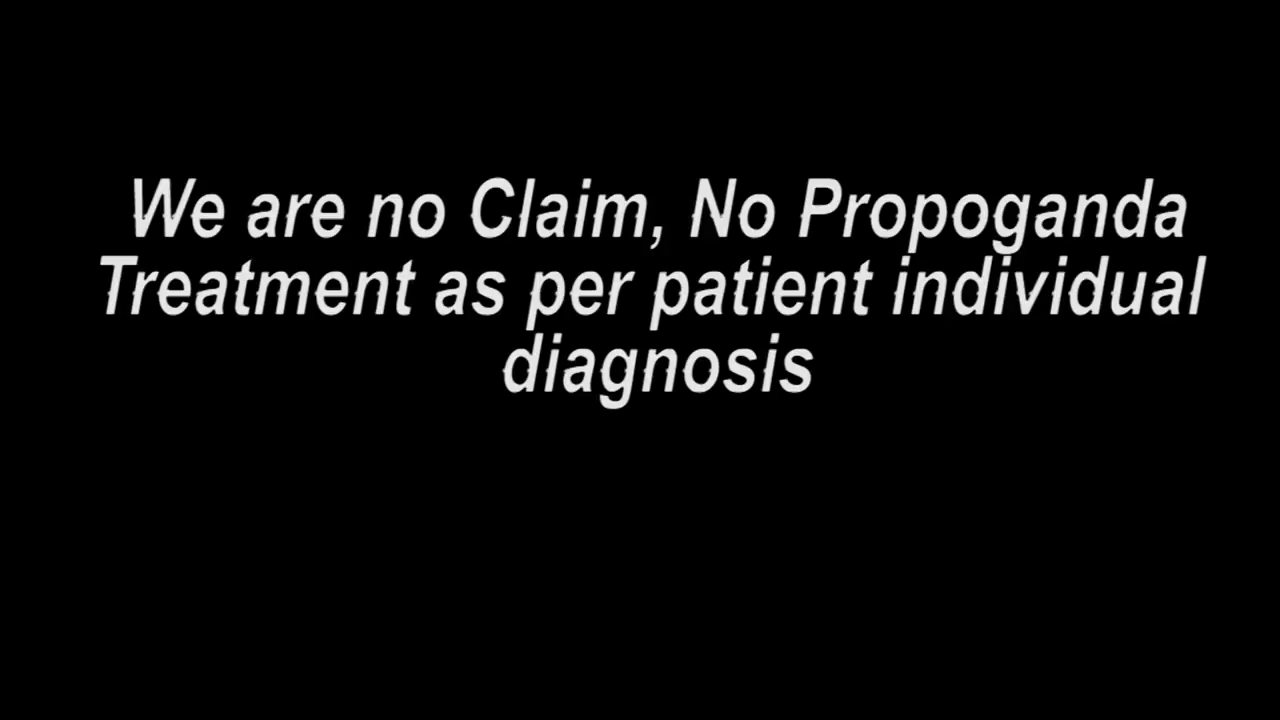 We are no Claim, No Propoganda
Treatment as per patient individual
diagnosis